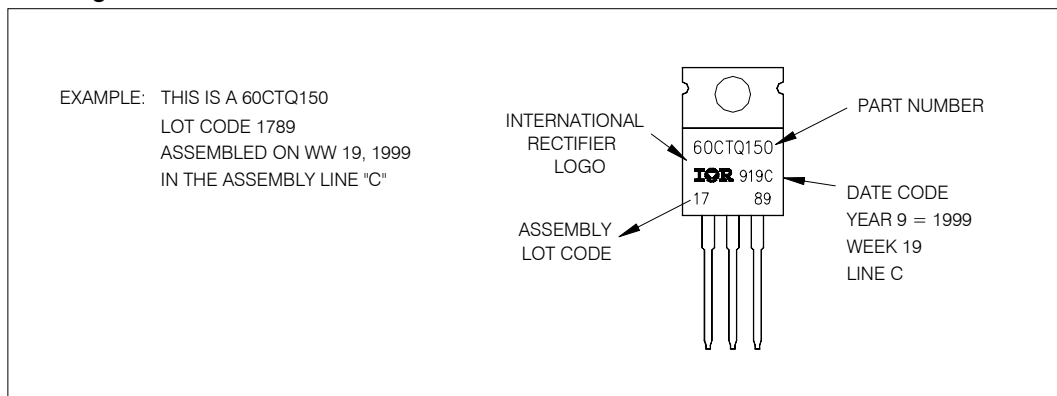 EXAMPLE: THIS IS A 60CTQ150
LOT CODE 1789
ASSEMBLED ON WW 19, 1999
IN THE ASSEMBLY LINE "C"
INTERNATIONAL
RECTIFIER
LOGO
ASSEMBLY
LOT CODE
60CTQ150
IOR 919C
17 89
PART NUMBER
DATE CODE
YEAR 9 = 1999
WEEK 19
LINE C